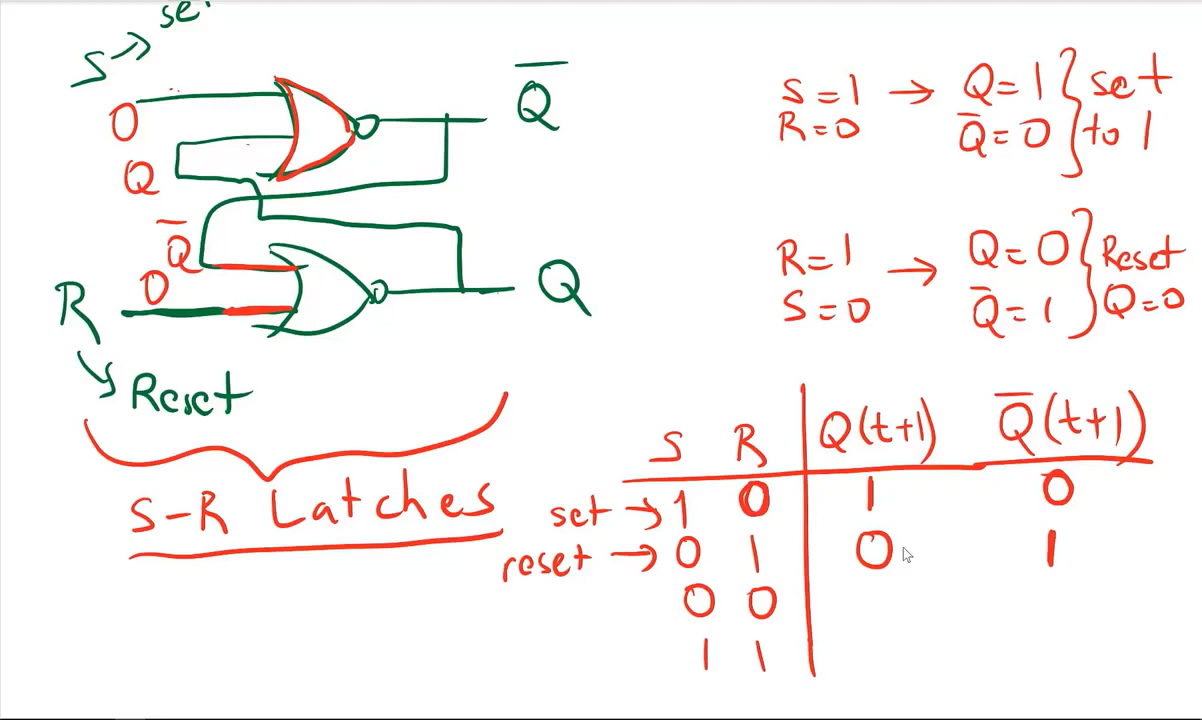 se
S →
0
Q̅
Q
Q̅
0
Q
R
Reset
S-R Latches
S = 1 → Q = 1 } set
R = 0 Q̅ = 0 to 1
R = 1 → Q = 0 } Reset
S = 0 Q̅ = 1 Q = 0
S R Q(t+1) Q̅(t+1)
set → 1 0 1 0
reset → 0 1 0 1
0 0
1 1